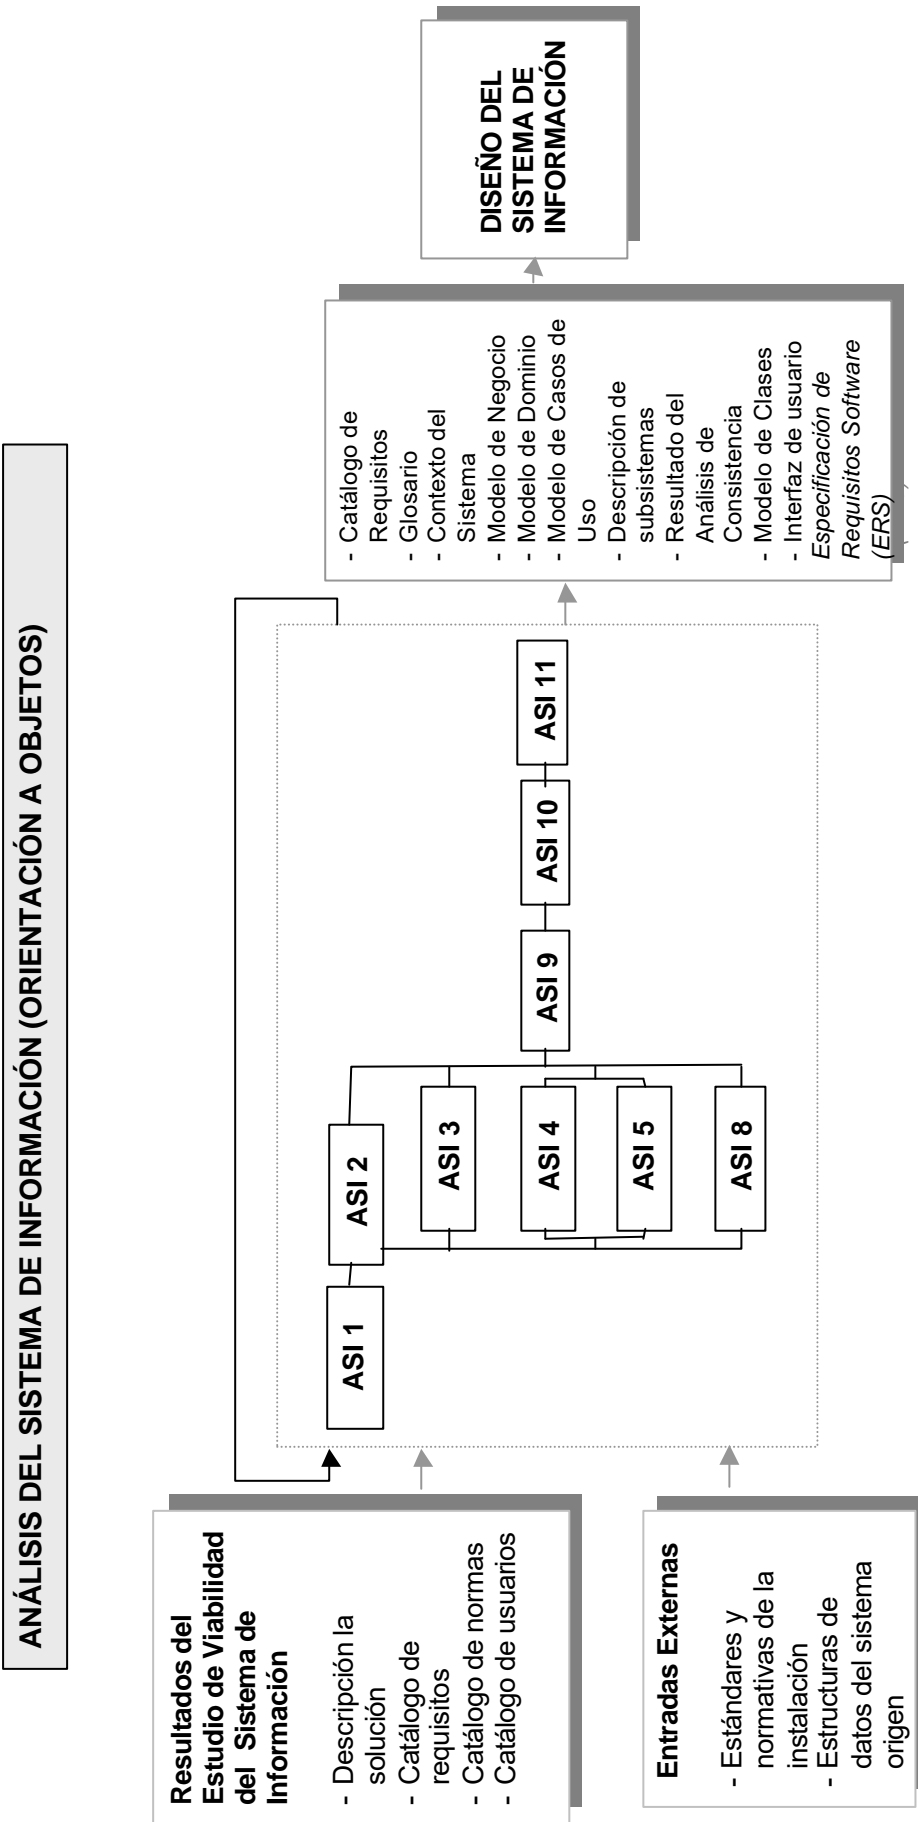 ANÁLISIS DEL SISTEMA DE INFORMACIÓN (ORIENTACIÓN A OBJETOS)
Resultados del
Estudio de Viabilidad
del Sistema de
Información
- Descripción la
solución
- Catálogo de
requisitos
- Catálogo de normas
- Catálogo de usuarios
Entradas Externas
- Estándares y
normativas de la
instalación
- Estructuras de
datos del sistema
origen
ASI 1
ASI 2
ASI 3
ASI 4
ASI 5
ASI 8
ASI 9
ASI 10
ASI 11
- Catálogo de
Requisitos
- Glosario
- Contexto del
Sistema
- Modelo de Negocio
- Modelo de Dominio
- Modelo de Casos de
Uso
- Descripción de
subsistemas
- Resultado del
Análisis de
Consistencia
- Modelo de Clases
- Interfaz de usuario
Especificación de
Requisitos Software
(ERS)
DISEÑO DEL
SISTEMA DE
INFORMACIÓN